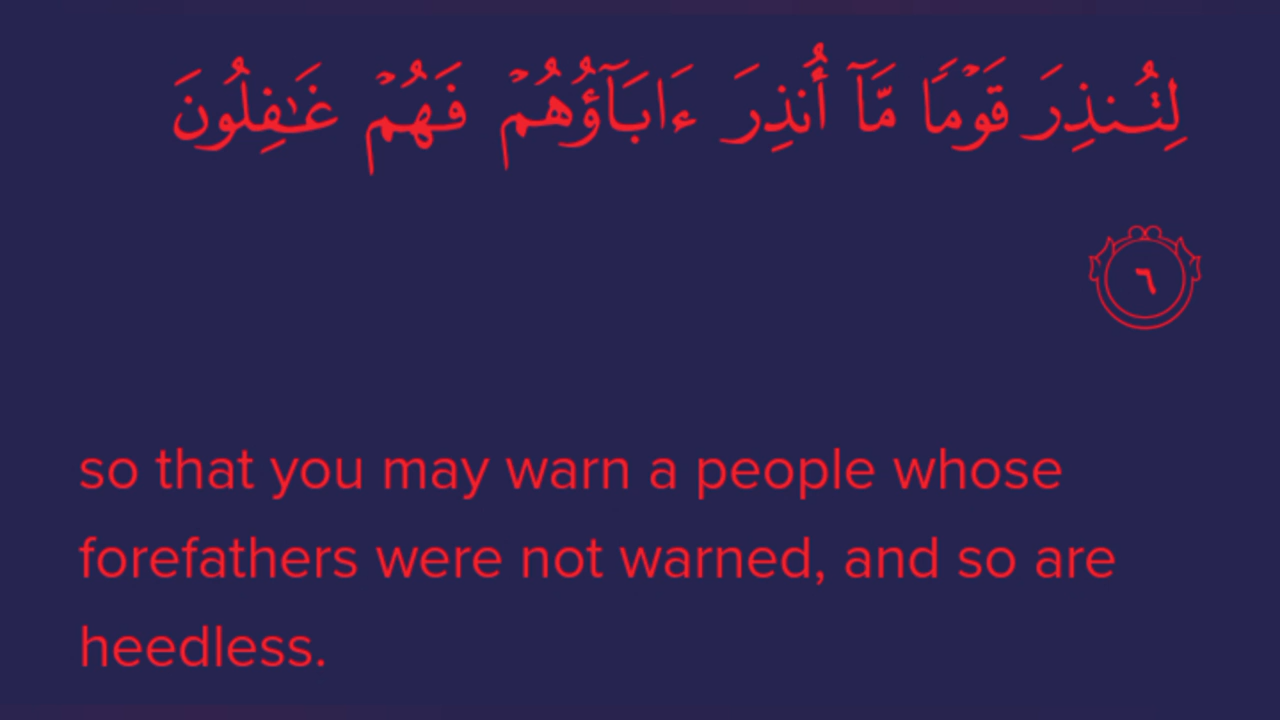 لِتُنذِرَ قَوْمًا مَّآ أُنذِرَ ءَابَآؤُهُمْ فَهُمْ غَـٰفِلُونَ
٦
so that you may warn a people whose
forefathers were not warned, and so are
heedless.